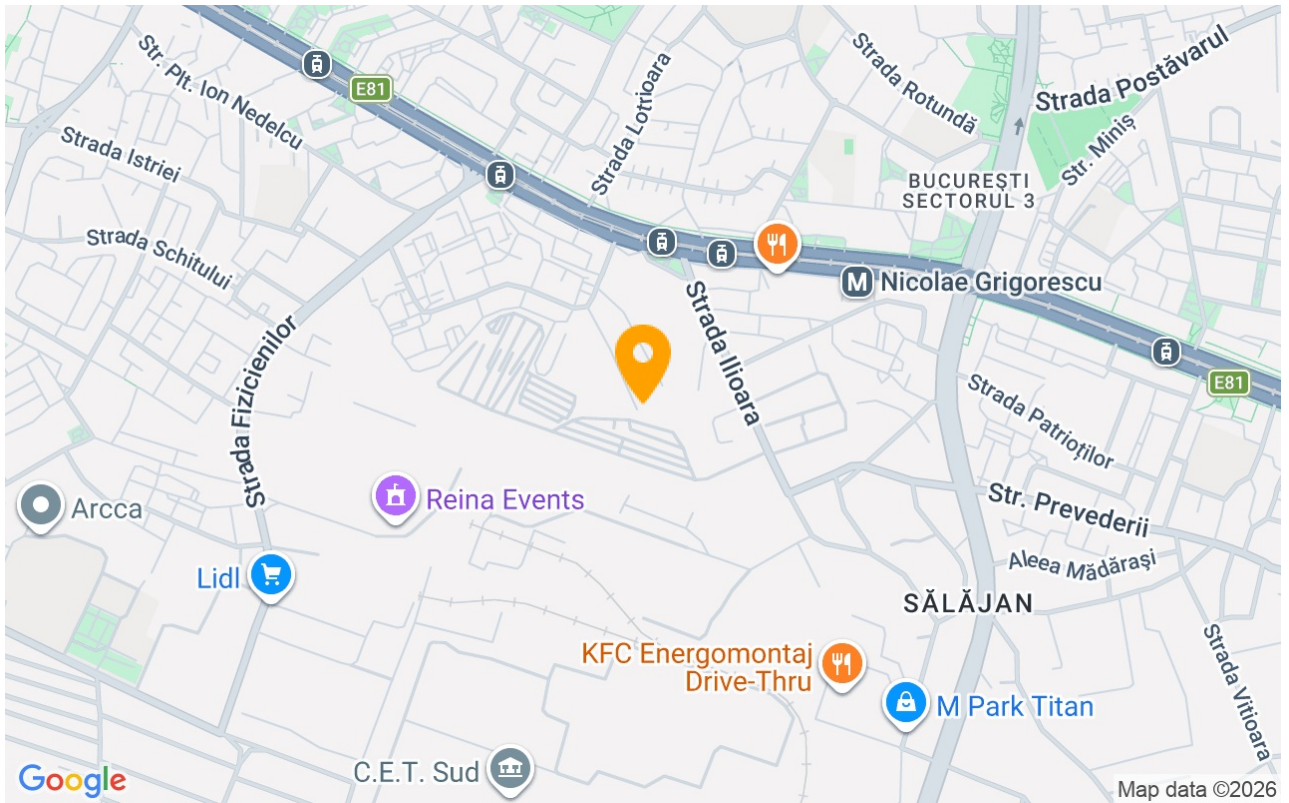 Str. Plt. Ion Nedelcu
E81
Strada Lotrioara
Strada Rotundă
Strada Postăvarul
Str. Miniș
Strada Istriei
BUCUREȘTI
SECTORUL 3
Strada Schitului
M Nicolae Grigorescu
Strada Fizicienilor
Strada Ilioara
E81
Strada Patrioților
Arcca
Reina Events
Str. Prevederii
Aleea Mădărași
Lidl
SĂLĂJAN
KFC Energomontaj
Drive-Thru
Strada Vitioara
M Park Titan
C.E.T. Sud
Google
Map data ©2026